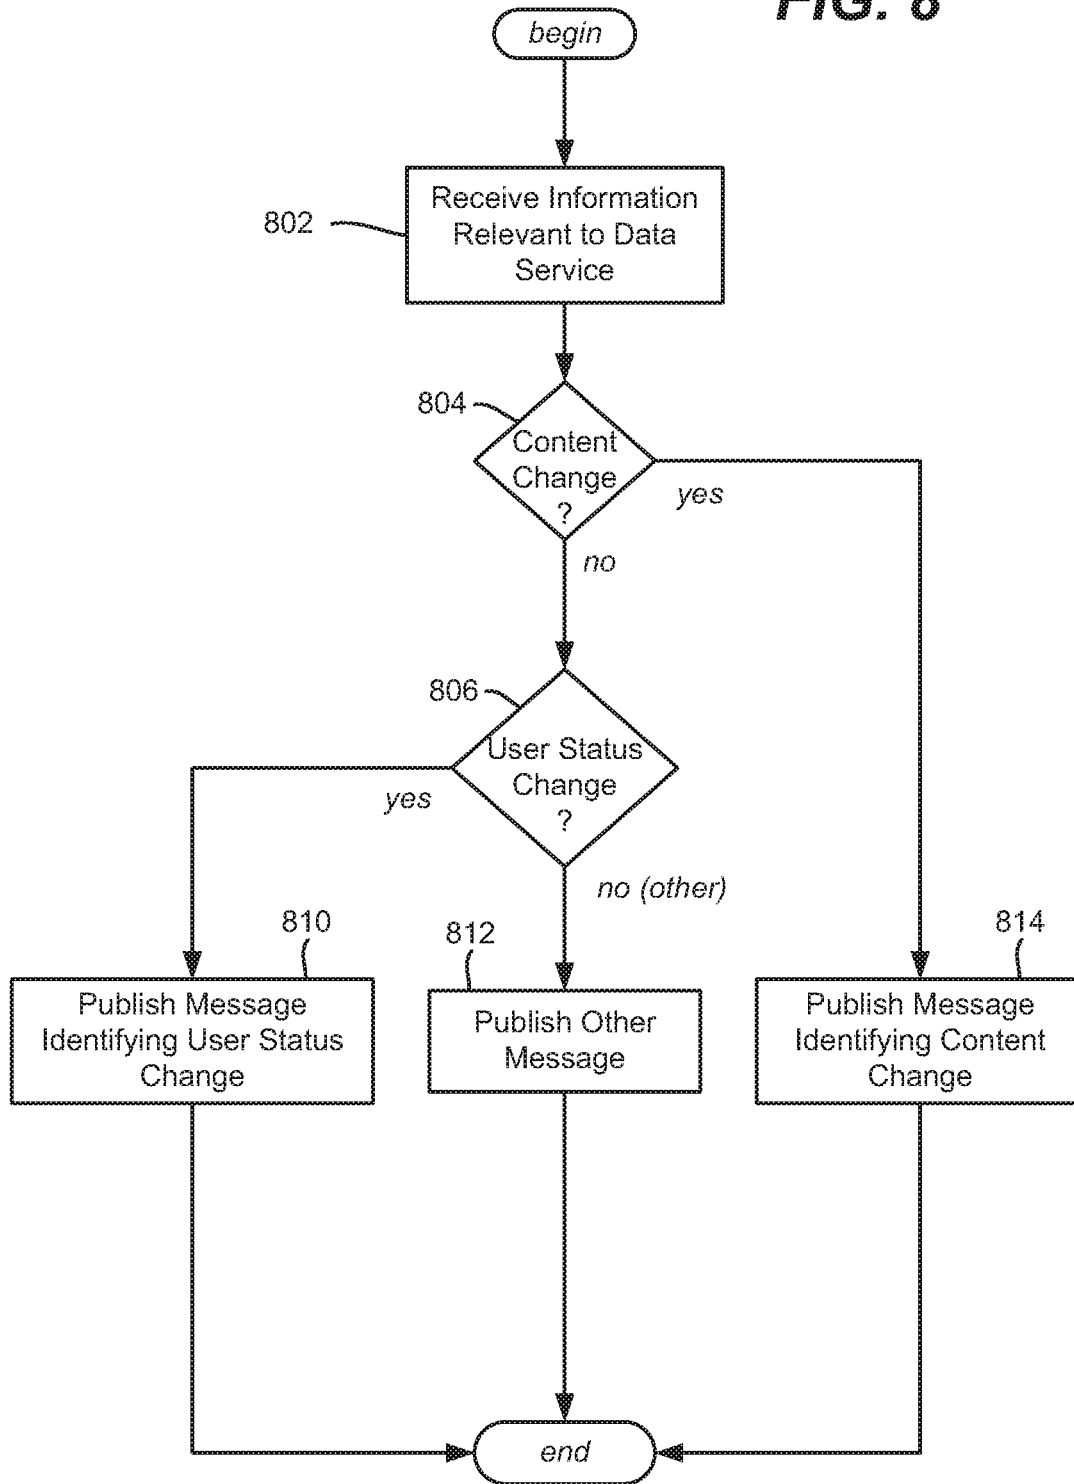 FIG. 8
begin
802
Receive Information
Relevant to Data
Service
804
Content
Change
?
yes
no
806
User Status
Change
?
yes
no (other)
810
812
814
Publish Message
Identifying User Status
Change
Publish Other
Message
Publish Message
Identifying Content
Change
end